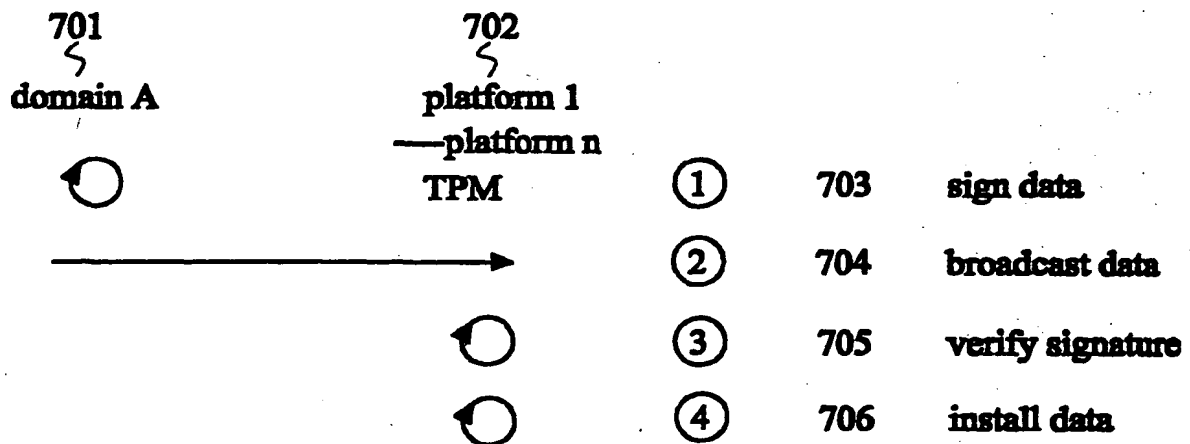 701 702
domain A platform 1
platform n
TPM 1 703 sign data
2 704 broadcast data
3 705 verify signature
4 706 install data